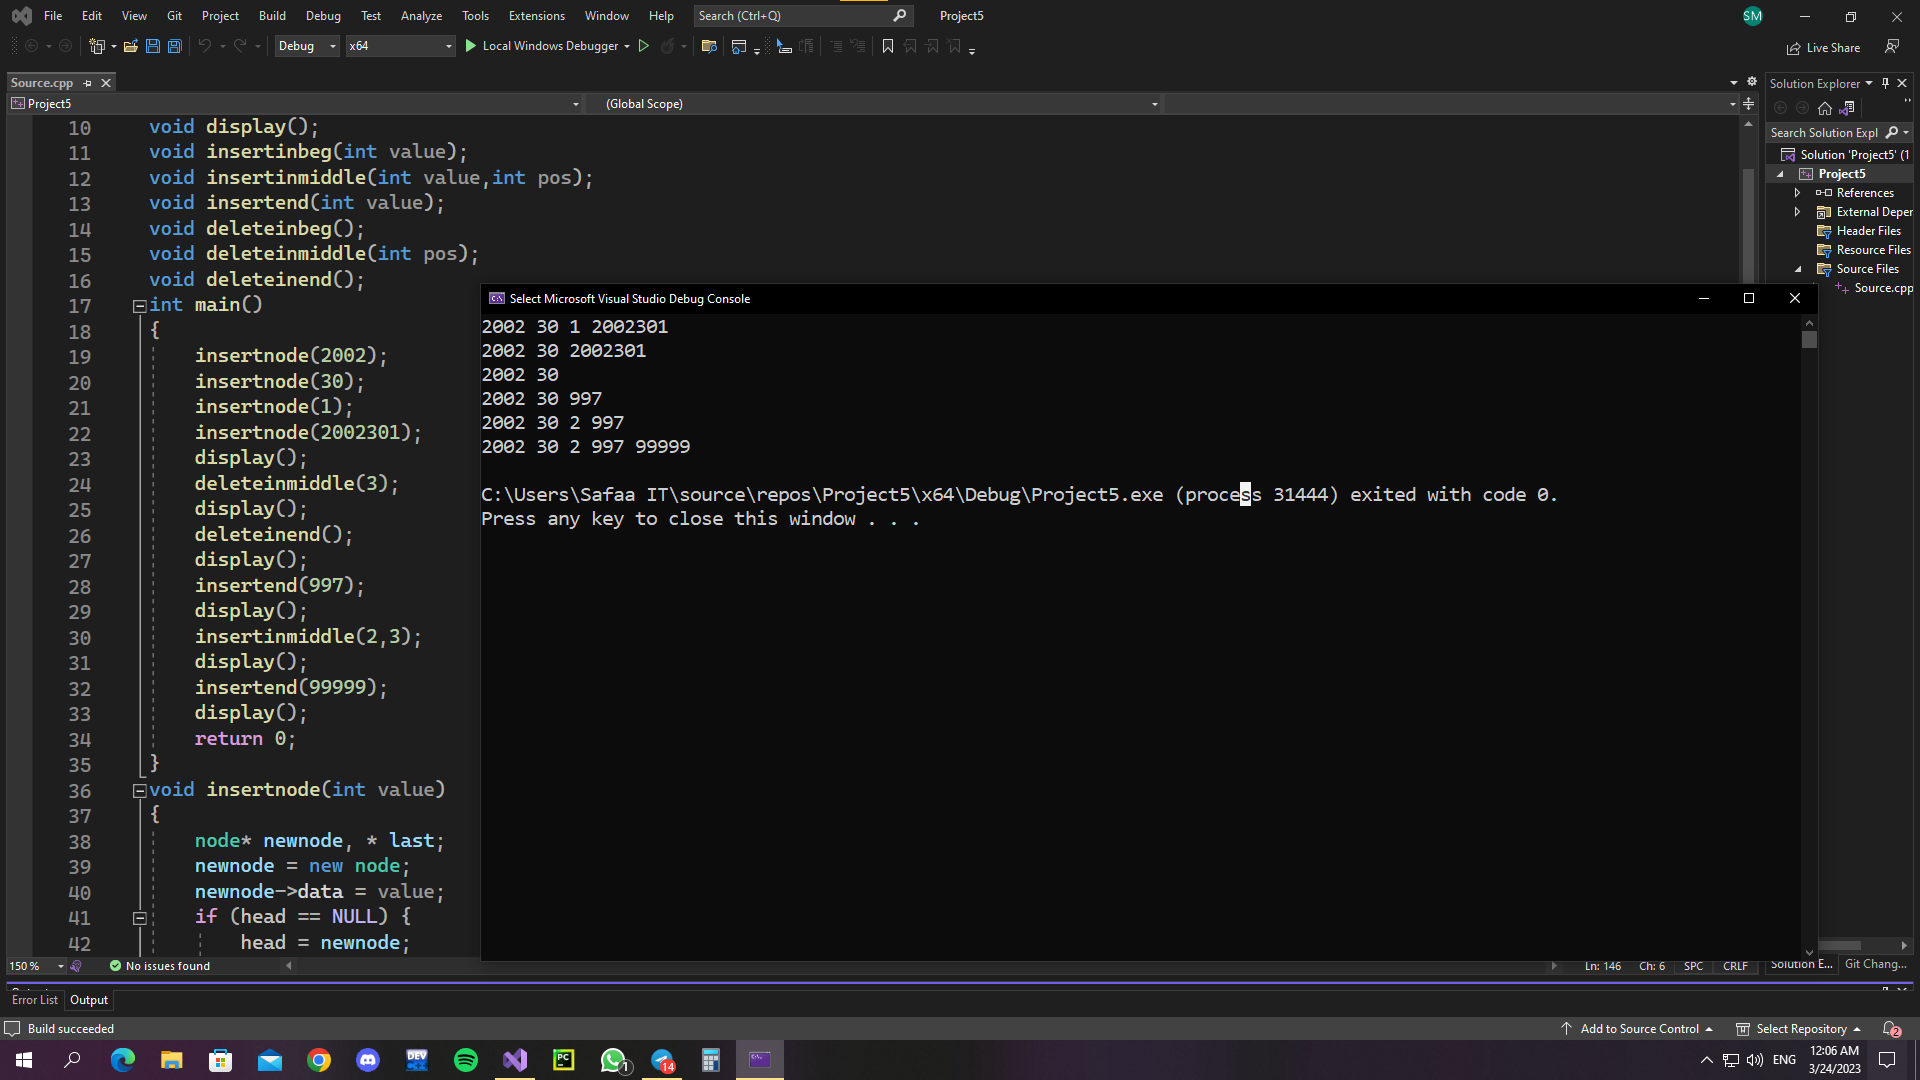 File Edit View Git Project Build Debug Test Analyze Tools Extensions Window Help Search (Ctrl+Q) Project5 SM
Debug x64 Local Windows Debugger Live Share
Source.cpp
Project5 (Global Scope)
10 void display();
11 void insertinbeg(int value);
12 void insertinmiddle(int value,int pos);
13 void insertend(int value);
14 void deleteinbeg();
15 void deleteinmiddle(int pos);
16 void deleteinend();
17 int main()
18 {
19 insertnode(2002);
20 insertnode(30);
21 insertnode(1);
22 insertnode(2002301);
23 display();
24 deleteinmiddle(3);
25 display();
26 deleteinend();
27 display();
28 insertend(997);
29 display();
30 insertinmiddle(2,3);
31 display();
32 insertend(99999);
33 display();
34 return 0;
35 }
36 void insertnode(int value)
37 {
38 node* newnode, * last;
39 newnode = new node;
40 newnode->data = value;
41 if (head == NULL) {
42 head = newnode;
Select Microsoft Visual Studio Debug Console
2002 30 1 2002301
2002 30 2002301
2002 30
2002 30 997
2002 30 2 997
2002 30 2 997 99999
C:\Users\Safaa IT\source\repos\Project5\x64\Debug\Project5.exe (process 31444) exited with code 0.
Press any key to close this window . . .
Solution Explorer
Search Solution Expl
Solution 'Project5' (1
Project5
References
External Deper
Header Files
Resource Files
Source Files
Source.cpp
150 % No issues found Ln: 146 Ch: 6 SPC CRLF Solution E... Git Chang...
Error List Output
Build succeeded Add to Source Control Select Repository 2
DEV C++ PC 1 14 ENG 12:06 AM
3/24/2023